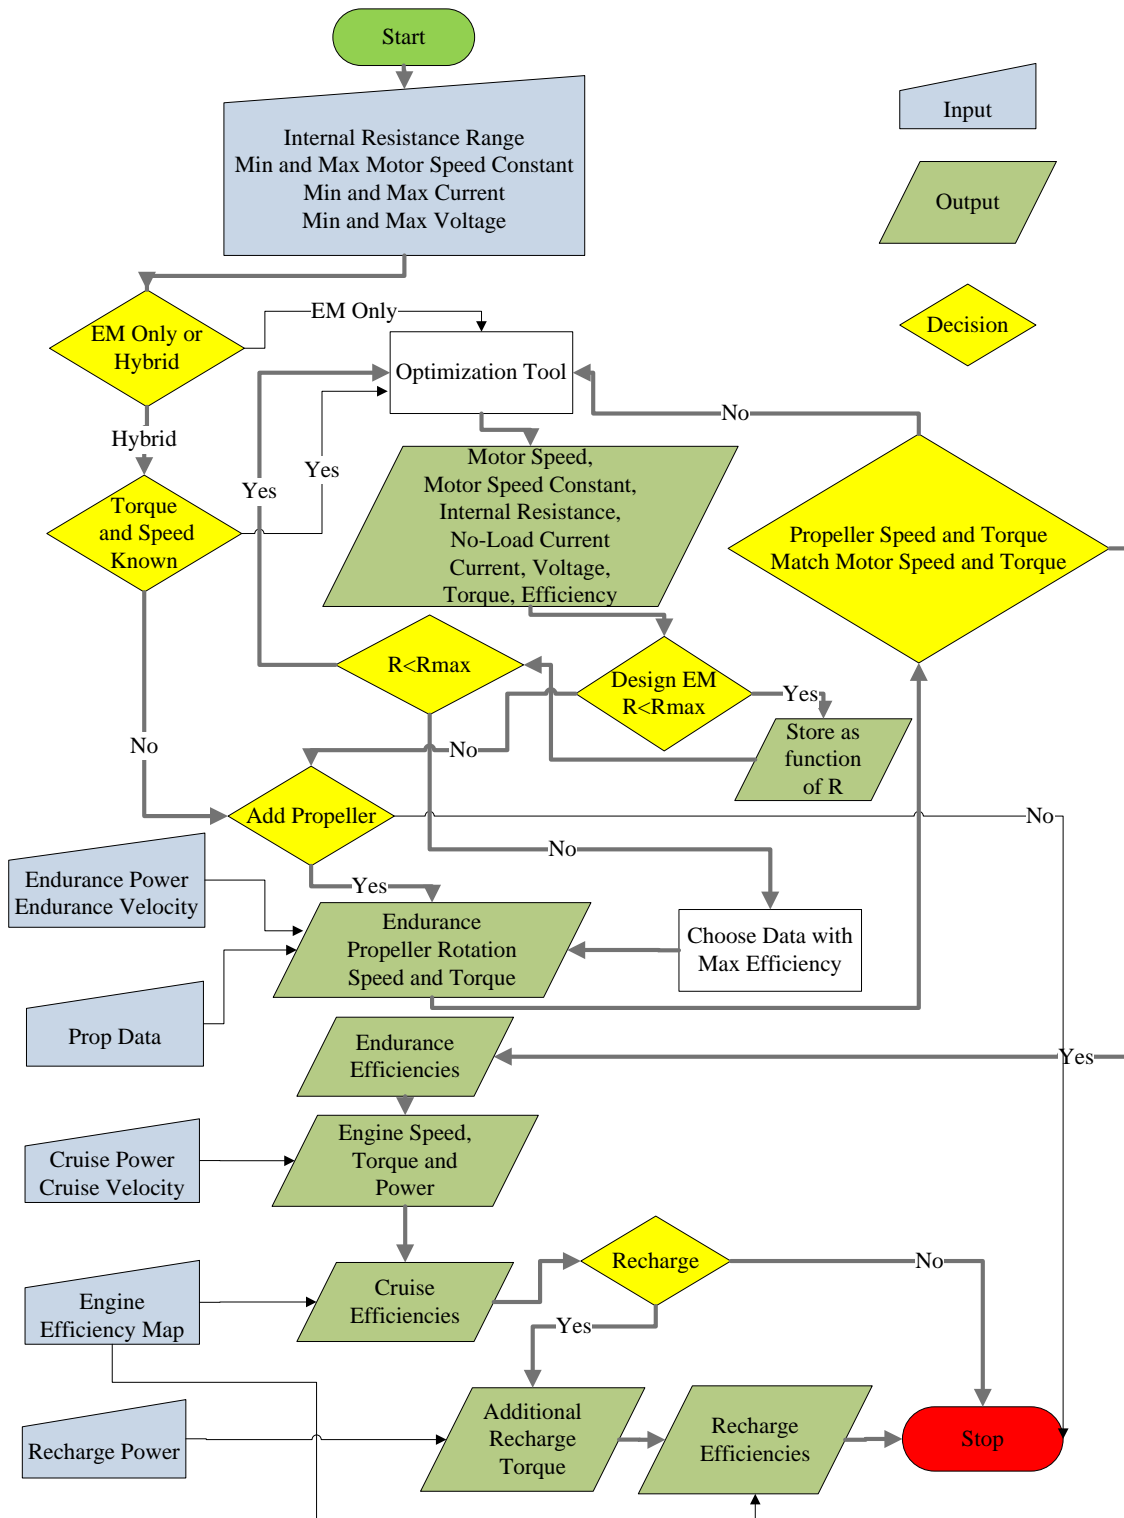 Start
Input
Internal Resistance Range
Min and Max Motor Speed Constant
Min and Max Current
Min and Max Voltage
Output
Decision
EM Only or
Hybrid
EM Only
Optimization Tool
No
Hybrid
Yes
Yes
Torque
and Speed
Known
Motor Speed,
Motor Speed Constant,
Internal Resistance,
No-Load Current
Current, Voltage,
Torque, Efficiency
Propeller Speed and Torque
Match Motor Speed and Torque
R<Rmax
Design EM
R<Rmax
Yes
Store as
function
of R
No
No
Add Propeller
No
No
Endurance Power
Endurance Velocity
Yes
Endurance
Propeller Rotation
Speed and Torque
Choose Data with
Max Efficiency
Prop Data
Endurance
Efficiencies
Yes
Cruise Power
Cruise Velocity
Engine Speed,
Torque and
Power
Recharge
No
Engine
Efficiency Map
Cruise
Efficiencies
Yes
Recharge Power
Additional
Recharge
Torque
Recharge
Efficiencies
Stop